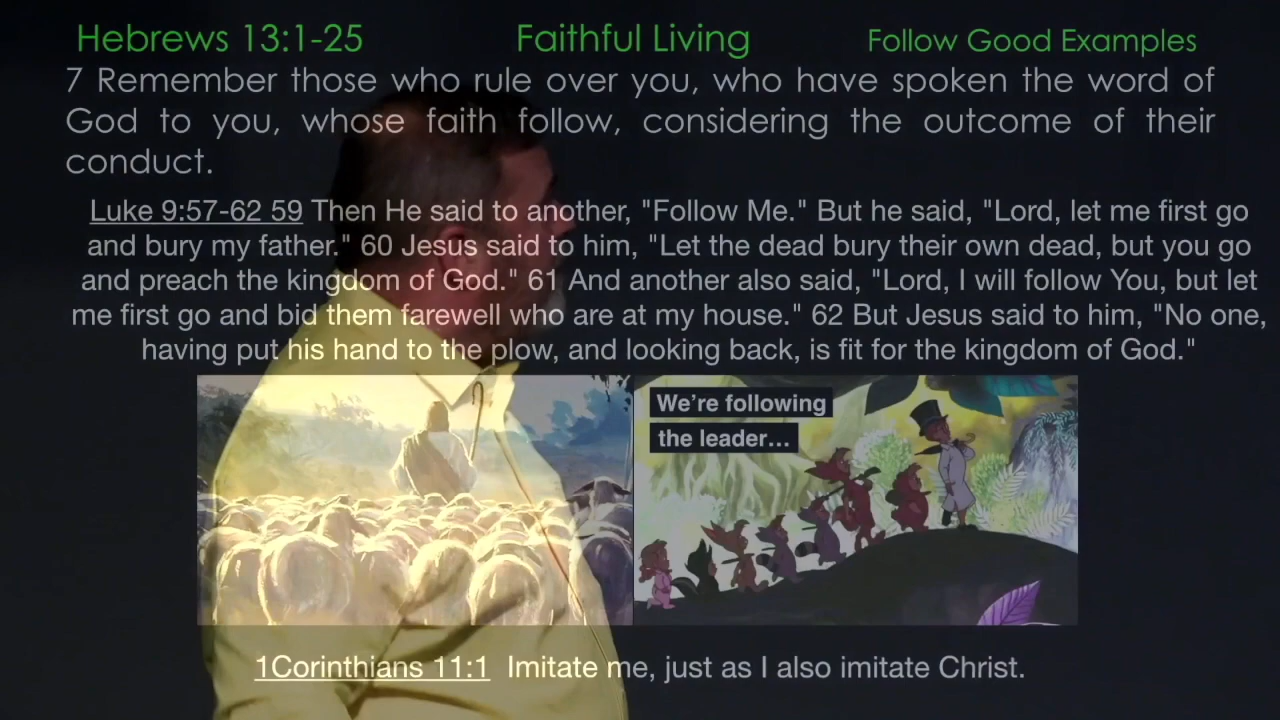 Hebrews 13:1-25 Faithful Living Follow Good Examples
7 Remember those who rule over you, who have spoken the word of
God to you, whose faith follow, considering the outcome of their
conduct.
Luke 9:57-62 59 Then He said to another, "Follow Me." But he said, "Lord, let me first go
and bury my father." 60 Jesus said to him, "Let the dead bury their own dead, but you go
and preach the kingdom of God." 61 And another also said, "Lord, I will follow You, but let
me first go and bid them farewell who are at my house." 62 But Jesus said to him, "No one,
having put his hand to the plow, and looking back, is fit for the kingdom of God."
We’re following
the leader...
1Corinthians 11:1 Imitate me, just as I also imitate Christ.